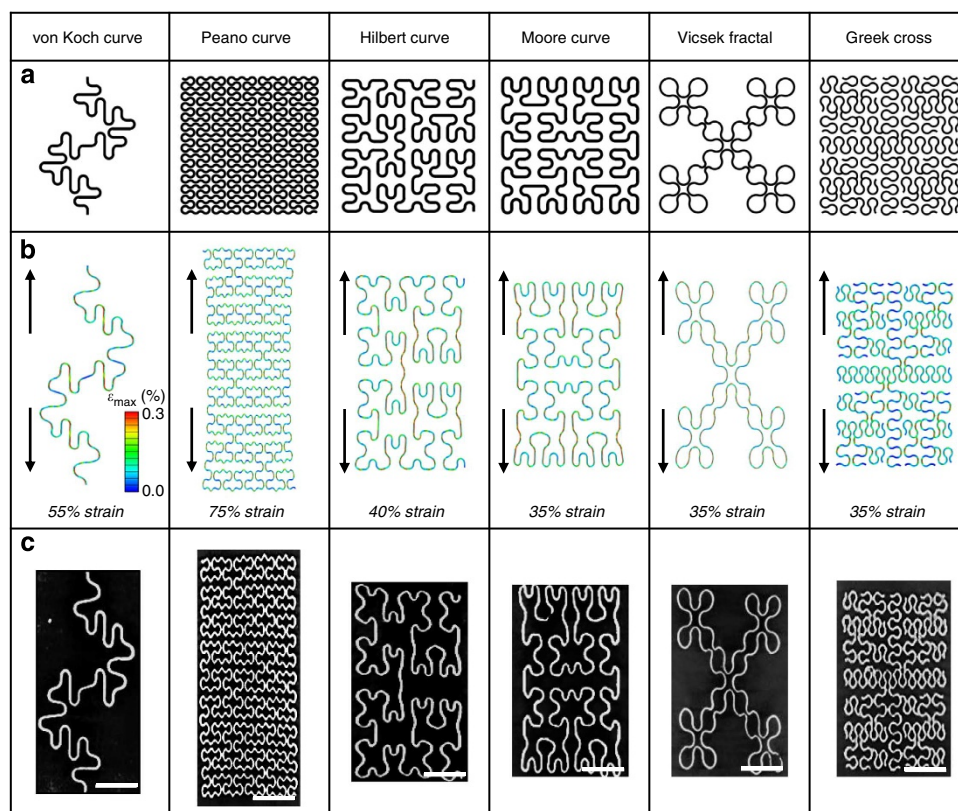 von Koch curve
Peano curve
Hilbert curve
Moore curve
Vicsek fractal
Greek cross
a
b
εmax (%)
0.3
0.0
55% strain
75% strain
40% strain
35% strain
35% strain
35% strain
c